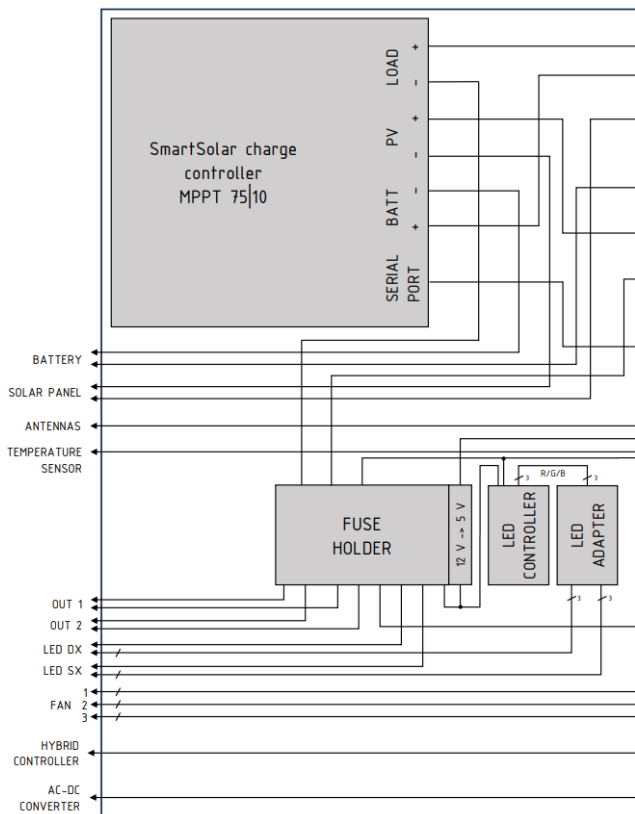 SmartSolar charge
controller
MPPT 75|10
LOAD
+
-
PV
+
-
BATT
-
+
SERIAL
PORT
BATTERY
SOLAR PANEL
ANTENNAS
TEMPERATURE
SENSOR
R/G/B
3
3
FUSE
HOLDER
12 V -> 5 V
LED
CONTROLLER
LED
ADAPTER
3
3
OUT 1
OUT 2
LED DX
LED SX
1
FAN 2
3
HYBRID
CONTROLLER
AC-DC
CONVERTER